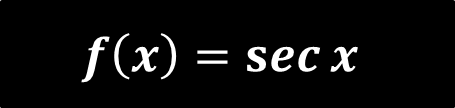 f(x) = sec x